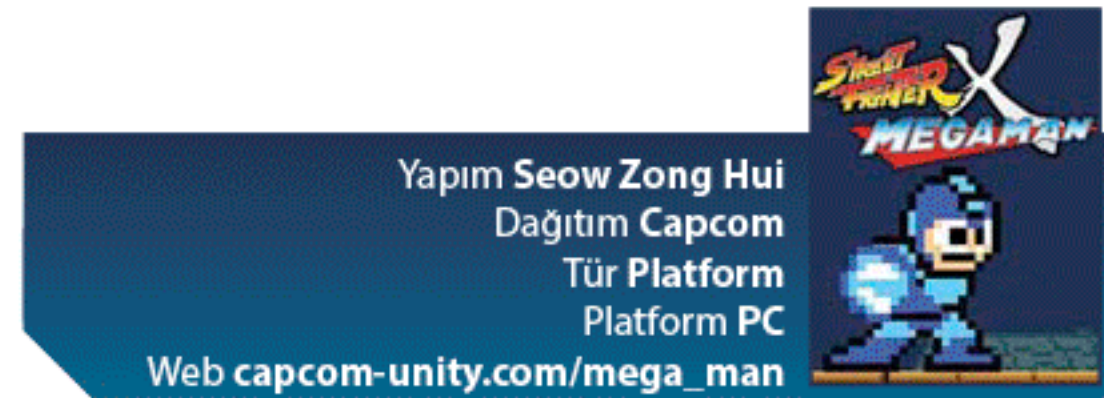 STREET
FIGHTER X
MEGAMAN
Yapım Seow Zong Hui
Dağıtım Capcom
Tür Platform
Platform PC
Web capcom-unity.com/mega_man